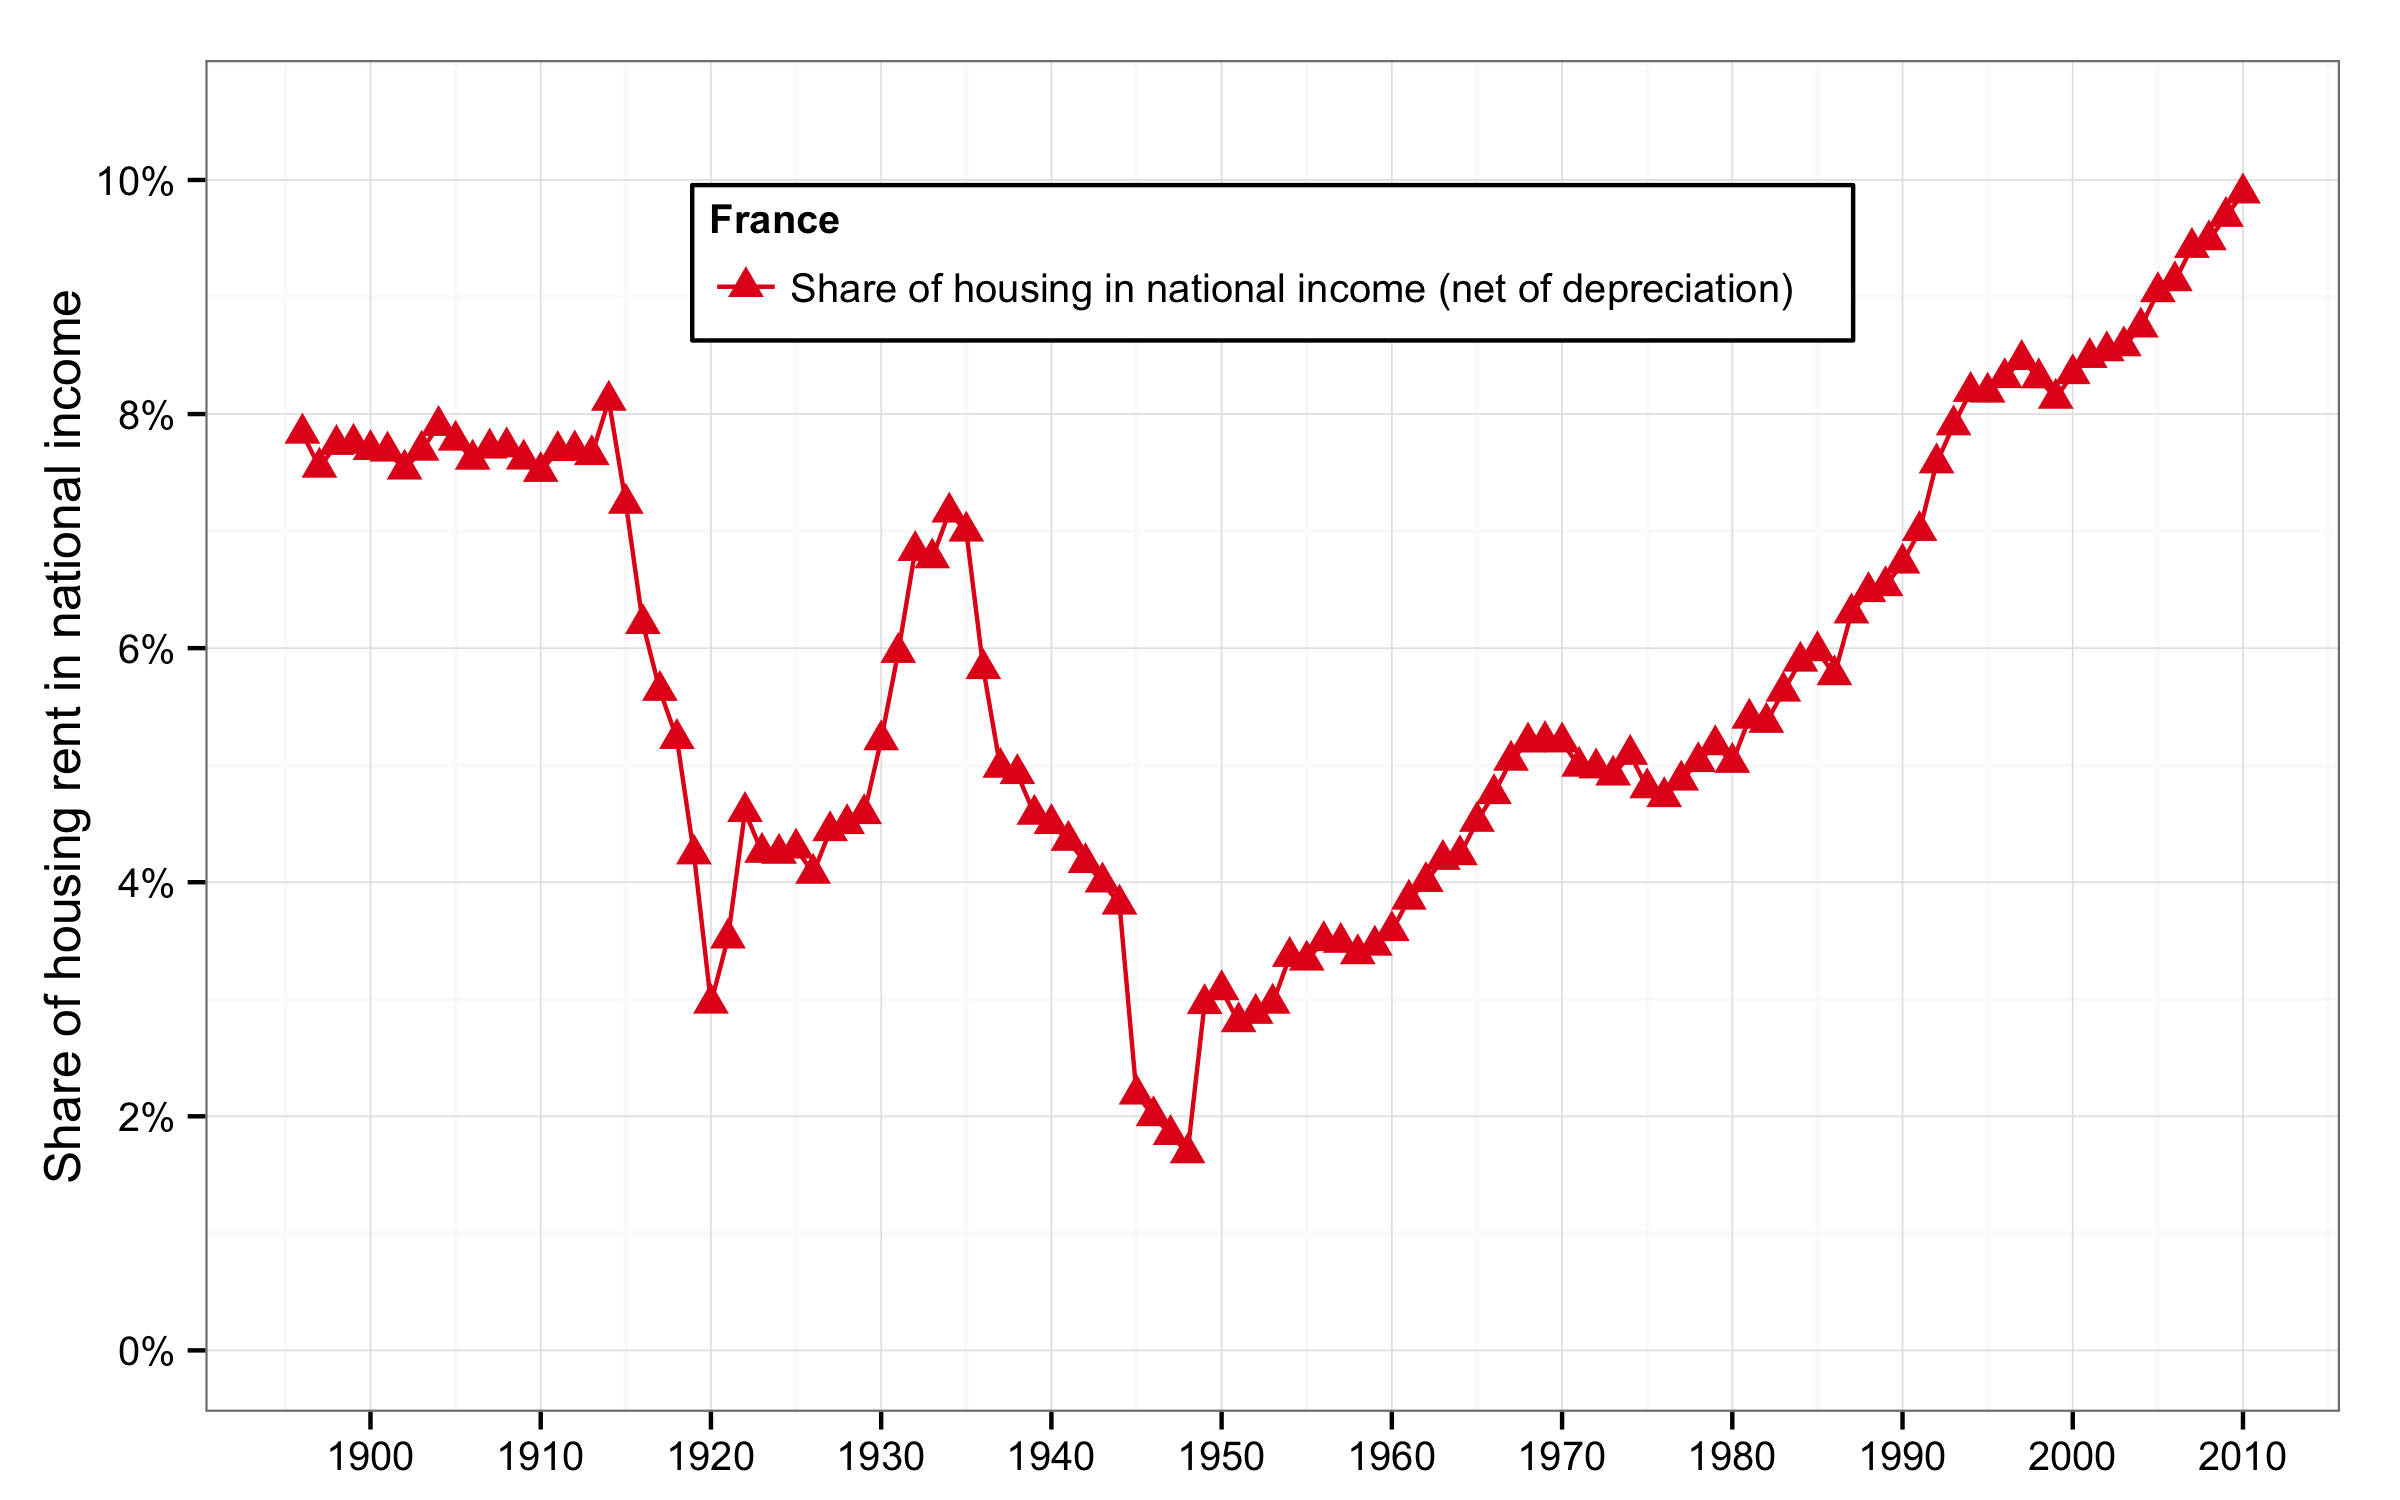 Share of housing rent in national income
10%
8%
6%
4%
2%
0%
France
Share of housing in national income (net of depreciation)
1900 1910 1920 1930 1940 1950 1960 1970 1980 1990 2000 2010